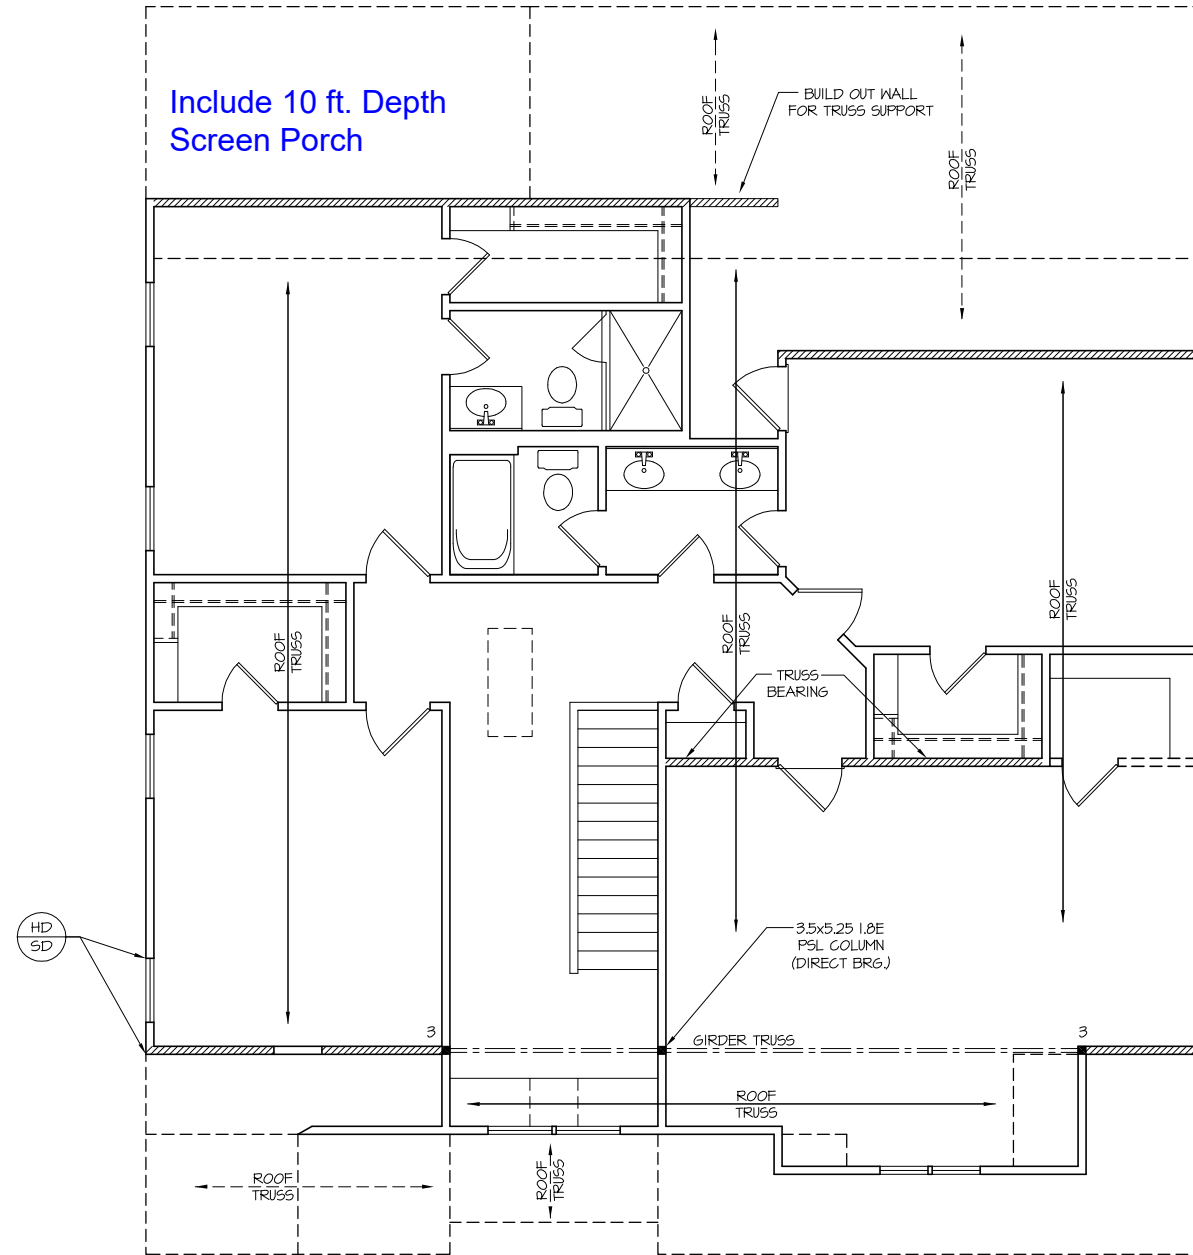 Include 10 ft. Depth
Screen Porch
ROOF
TRUSS
BUILD OUT WALL
FOR TRUSS SUPPORT
ROOF
TRUSS
ROOF
TRUSS
ROOF
TRUSS
ROOF
TRUSS
TRUSS
BEARING
HD
SD
3.5x5.25 1.8E
PSL COLUMN
(DIRECT BRG.)
3
GIRDER TRUSS
3
ROOF
TRUSS
ROOF
TRUSS
ROOF
TRUSS